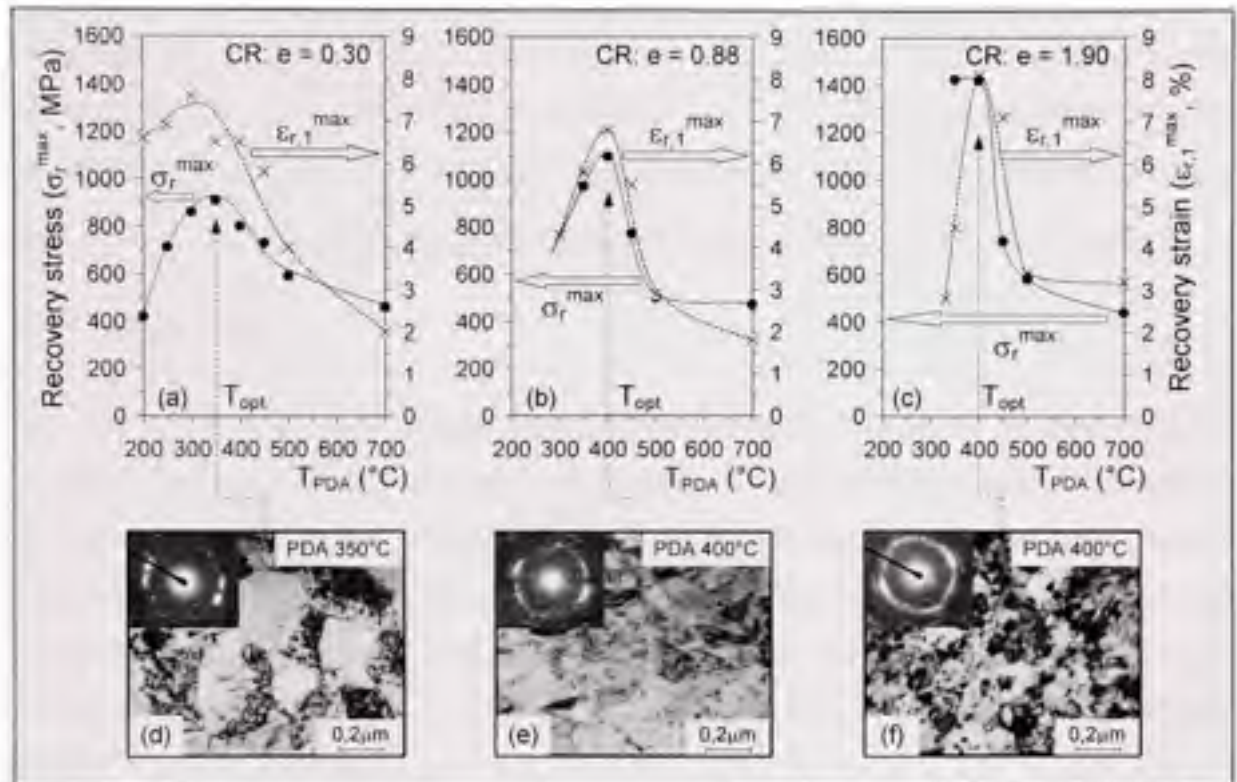 Recovery stress (σr max, MPa)
1600
1400
1200
1000
800
600
400
200
0
CR: e = 0.30
εr,1 max
σr max
(a)
Topt
9
8
7
6
5
4
3
2
1
0
200 300 400 500 600 700
TPDA (°C)
1600
1400
1200
1000
800
600
400
200
0
CR: e = 0.88
εr,1 max
σr max
(b)
Topt
9
8
7
6
5
4
3
2
1
0
200 300 400 500 600 700
TPDA (°C)
1600
1400
1200
1000
800
600
400
200
0
CR: e = 1.90
εr,1 max
σr max
(c)
Topt
9
8
7
6
5
4
3
2
1
0
200 300 400 500 600 700
TPDA (°C)
Recovery strain (εr,1 max, %)
PDA 350°C
(d)
0,2µm
PDA 400°C
(e)
0,2µm
PDA 400°C
(f)
0,2µm